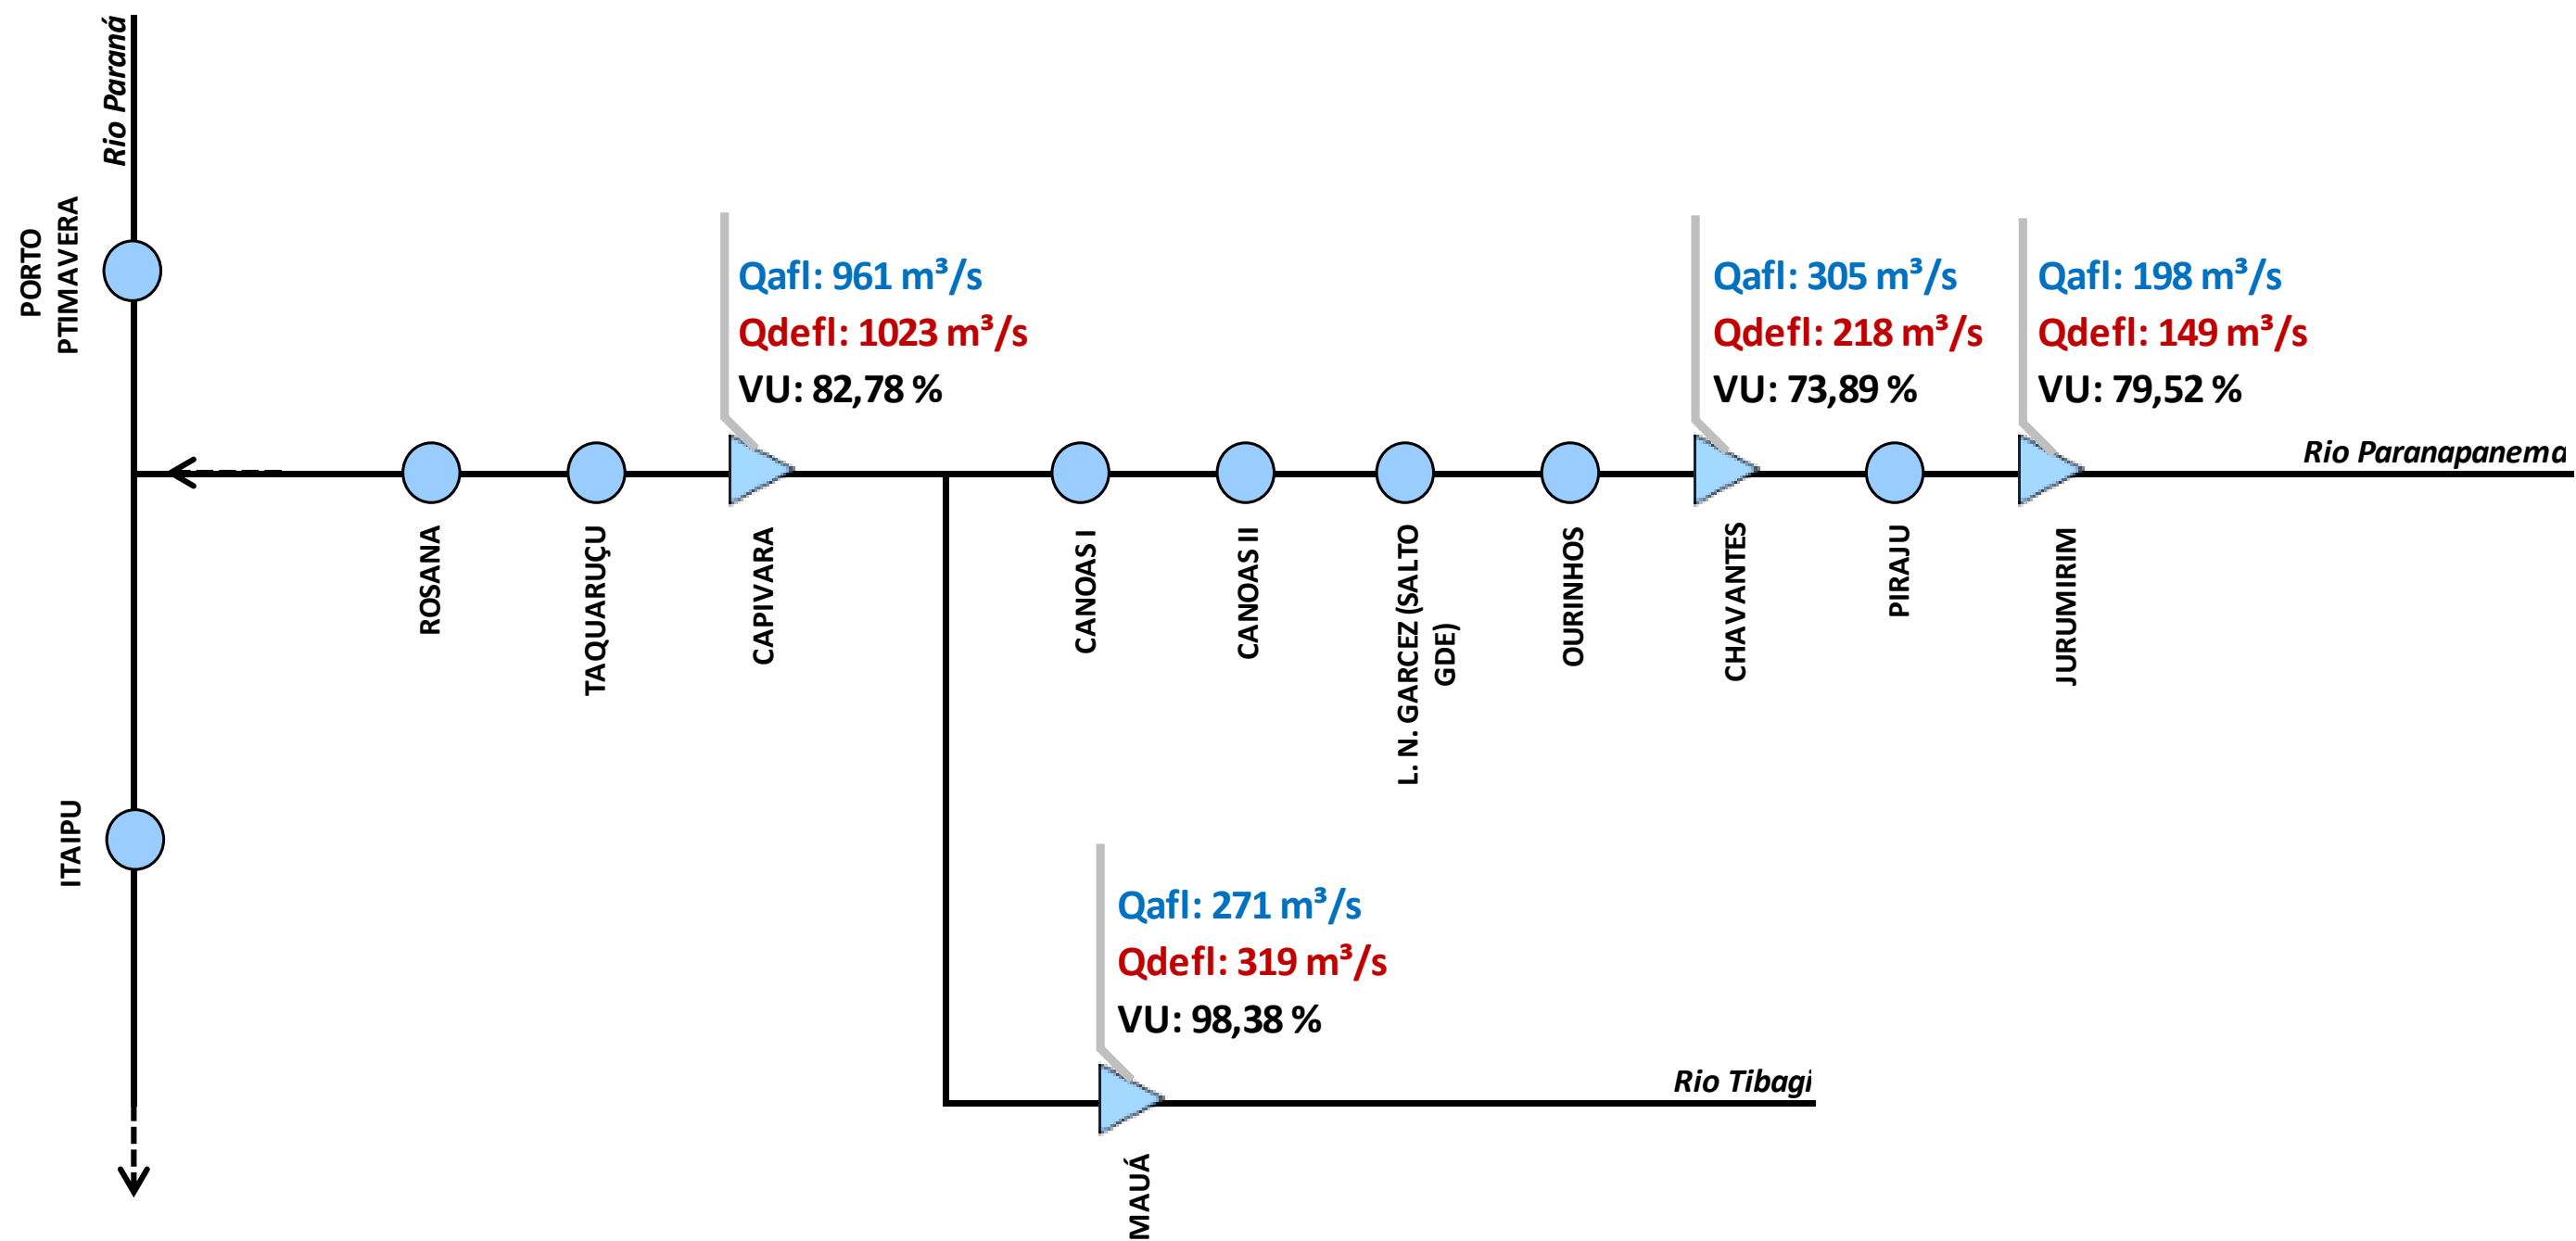 Rio Paraná
PORTO
PTIMAVERA
Qafl: 961 m³/s
Qdefl: 1023 m³/s
VU: 82,78 %
Qafl: 305 m³/s
Qdefl: 218 m³/s
VU: 73,89 %
Qafl: 198 m³/s
Qdefl: 149 m³/s
VU: 79,52 %
Rio Paranapanema
ROSANA
TAQUARUÇU
CAPIVARA
CANOAS I
CANOAS II
L. N. GARCEZ (SALTO
GDE)
OURINHOS
CHAVANTES
PIRAJU
JURUMIRIM
ITAIPU
Qafl: 271 m³/s
Qdefl: 319 m³/s
VU: 98,38 %
Rio Tibagi
MAUÁ